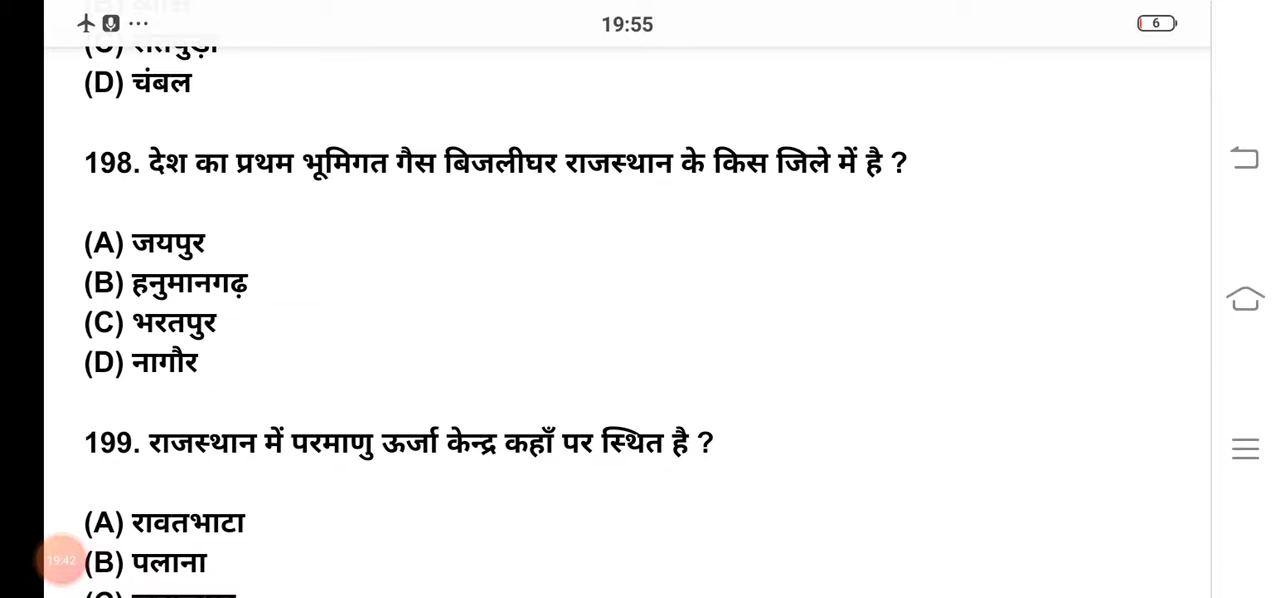 19:55
6
(D) चंबल
198. देश का प्रथम भूमिगत गैस बिजलीघर राजस्थान के किस जिले में है ?
(A) जयपुर
(B) हनुमानगढ़
(C) भरतपुर
(D) नागौर
199. राजस्थान में परमाणु ऊर्जा केन्द्र कहाँ पर स्थित है ?
(A) रावतभाटा
19:42
(B) पलाना